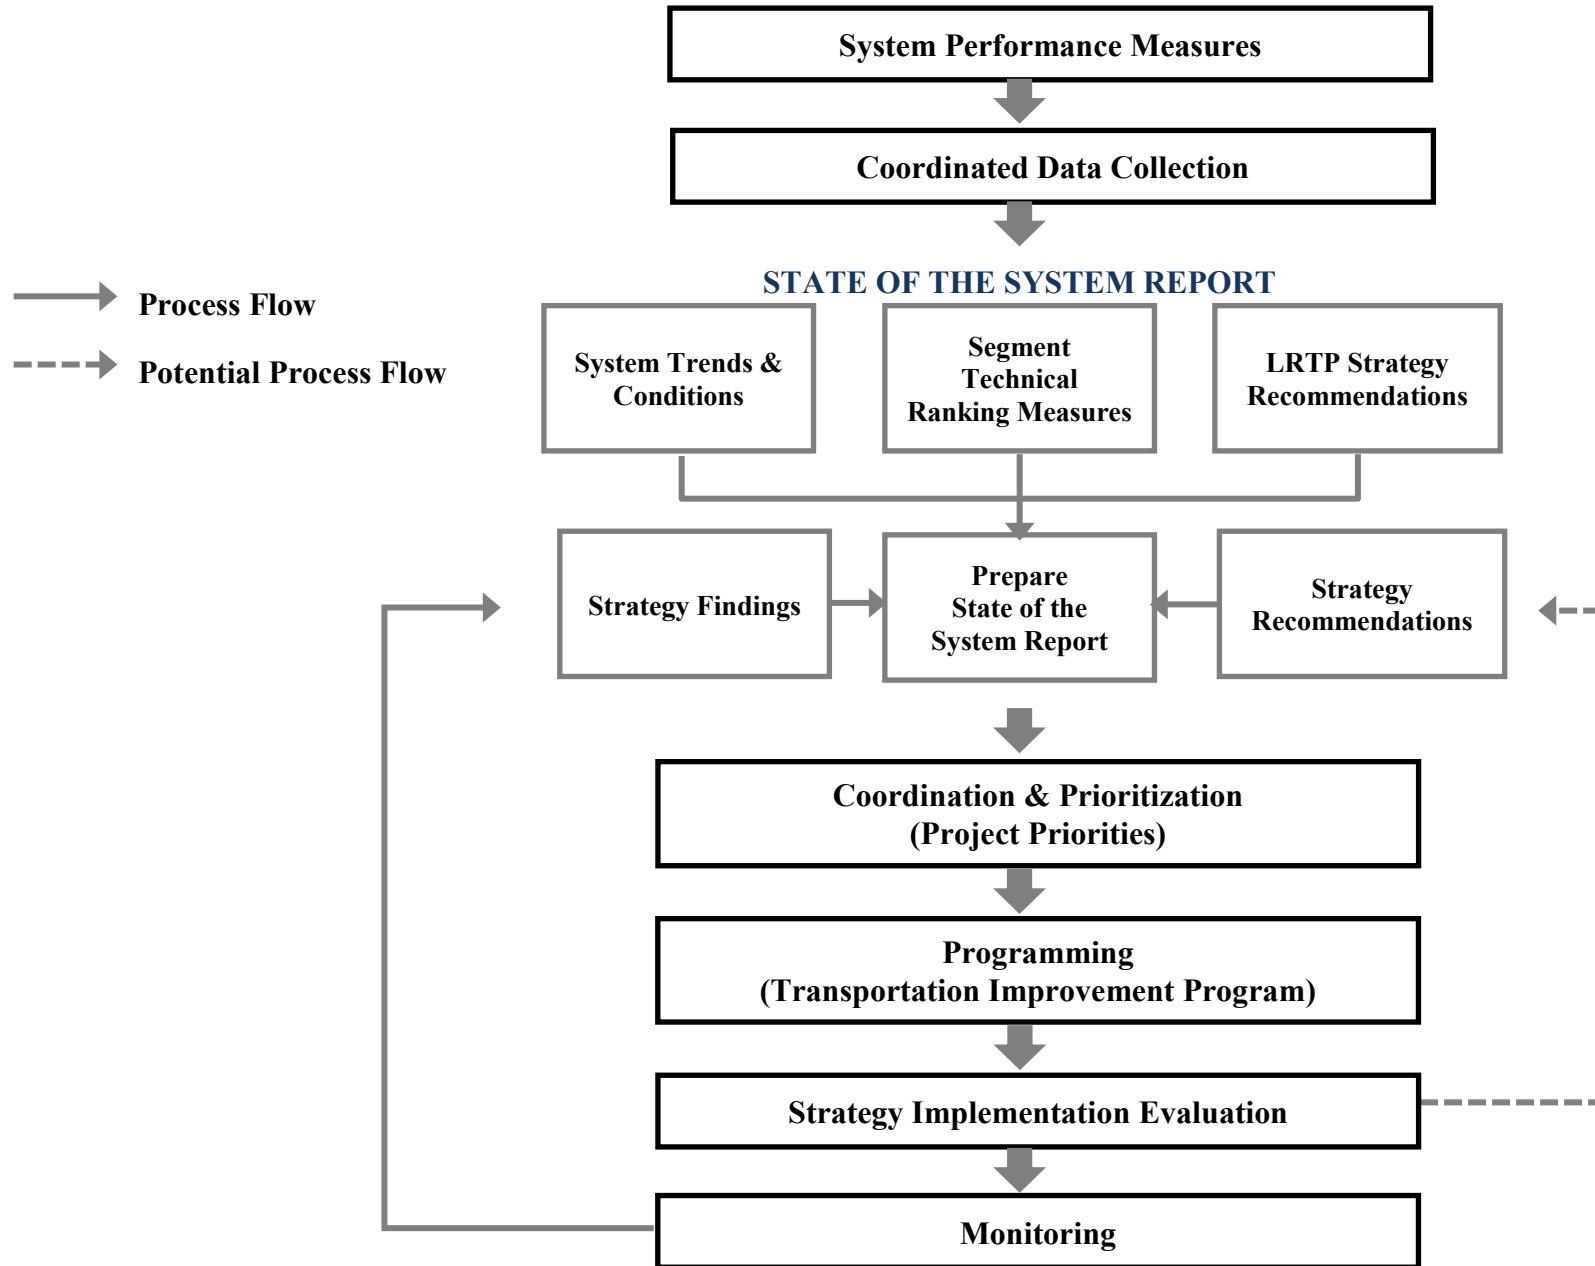 System Performance Measures
Coordinated Data Collection
STATE OF THE SYSTEM REPORT
Process Flow
Potential Process Flow
System Trends &
Conditions
Segment
Technical
Ranking Measures
LRTP Strategy
Recommendations
Strategy Findings
Prepare
State of the
System Report
Strategy
Recommendations
Coordination & Prioritization
(Project Priorities)
Programming
(Transportation Improvement Program)
Strategy Implementation Evaluation
Monitoring